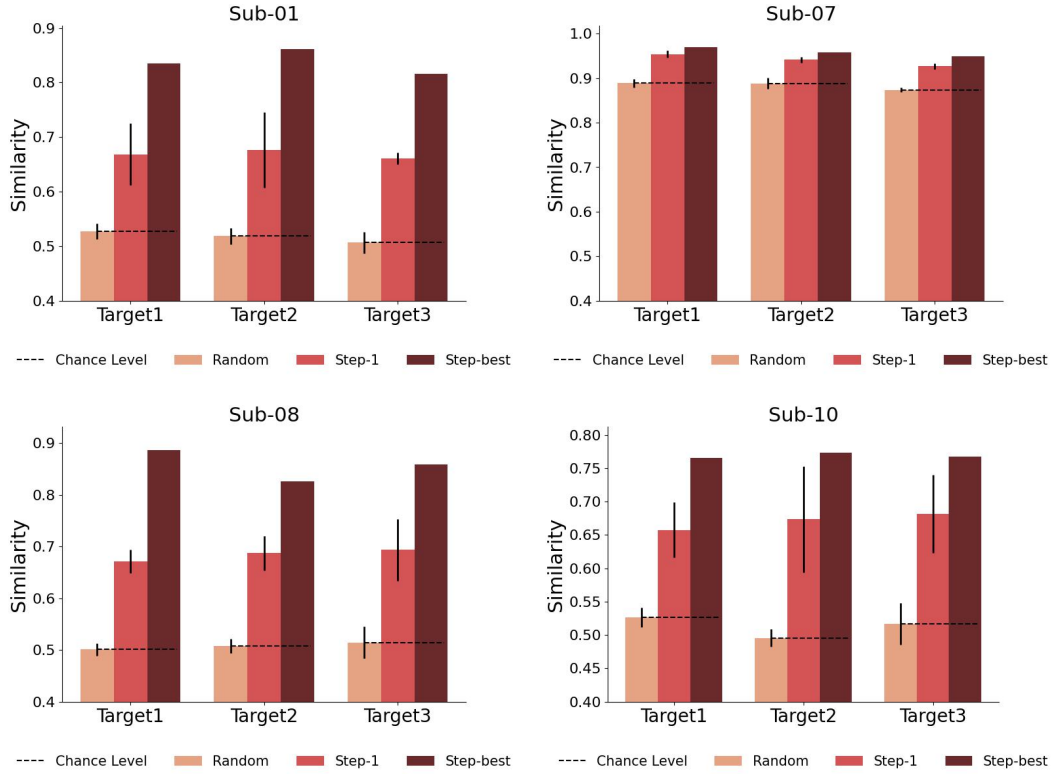 Sub-01
Similarity
0.9
0.8
0.7
0.6
0.5
0.4
Target1 Target2 Target3
Chance Level Random Step-1 Step-best
Sub-07
Similarity
1.0
0.9
0.8
0.7
0.6
0.5
0.4
Target1 Target2 Target3
Chance Level Random Step-1 Step-best
Sub-08
Similarity
0.9
0.8
0.7
0.6
0.5
0.4
Target1 Target2 Target3
Chance Level Random Step-1 Step-best
Sub-10
Similarity
0.80
0.75
0.70
0.65
0.60
0.55
0.50
0.45
0.40
Target1 Target2 Target3
Chance Level Random Step-1 Step-best